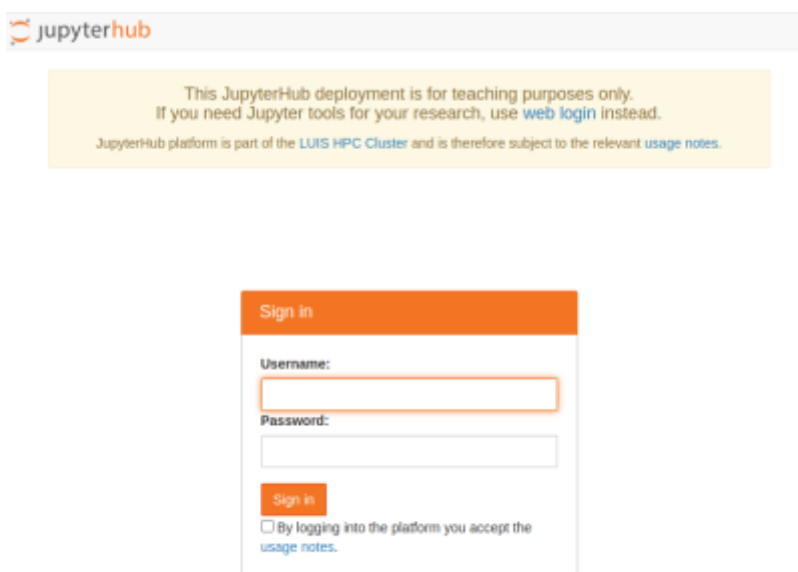 jupyterhub
This JupyterHub deployment is for teaching purposes only.
If you need Jupyter tools for your research, use web login instead.
JupyterHub platform is part of the LUIS HPC Cluster and is therefore subject to the relevant usage notes.
Sign in
Username:
Password:
Sign in
By logging into the platform you accept the
usage notes.